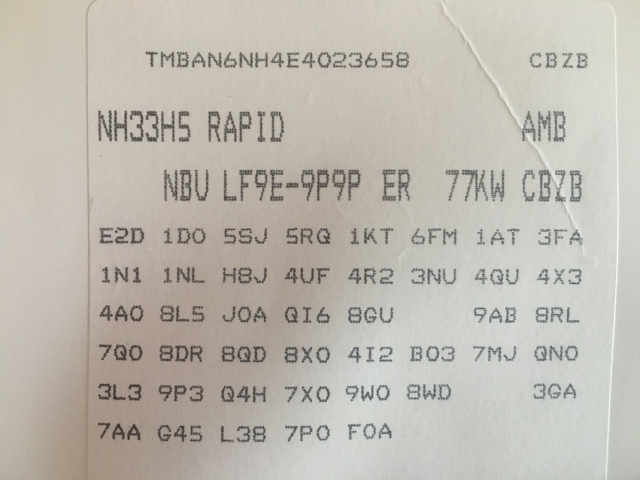 TMBAN6NH4E4023658 CBZB
NH33H5 RAPID AMB
NBU LF9E-9P9P ER 77KW CBZB
E2D 1D0 5SJ 5RQ 1KT 6FM 1AT 3FA
1N1 1NL H8J 4UF 4R2 3NU 4QU 4X3
4A0 8L5 J0A QI6 8GU 9AB 8RL
7Q0 8DR 8QD 8X0 4I2 B03 7MJ QN0
3L3 9P3 Q4H 7X0 9W0 8WD 3GA
7AA G45 L38 7P0 F0A